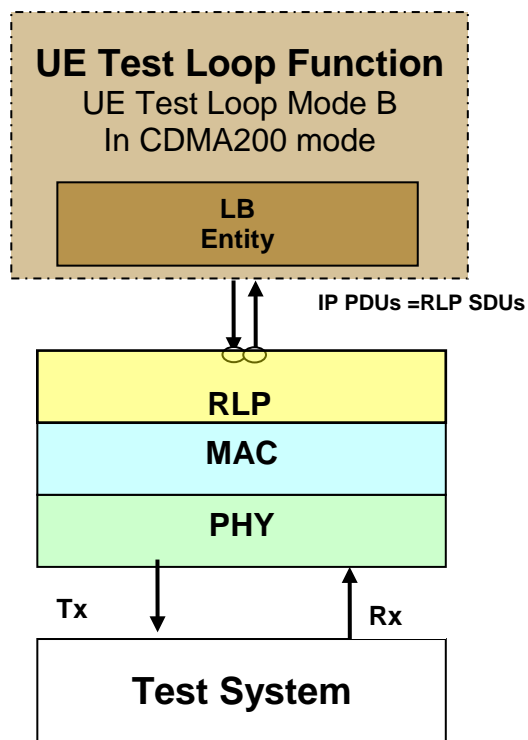 UE Test Loop Function
UE Test Loop Mode B
In CDMA200 mode
LB
Entity
IP PDUs =RLP SDUs
RLP
MAC
PHY
Tx
Rx
Test System